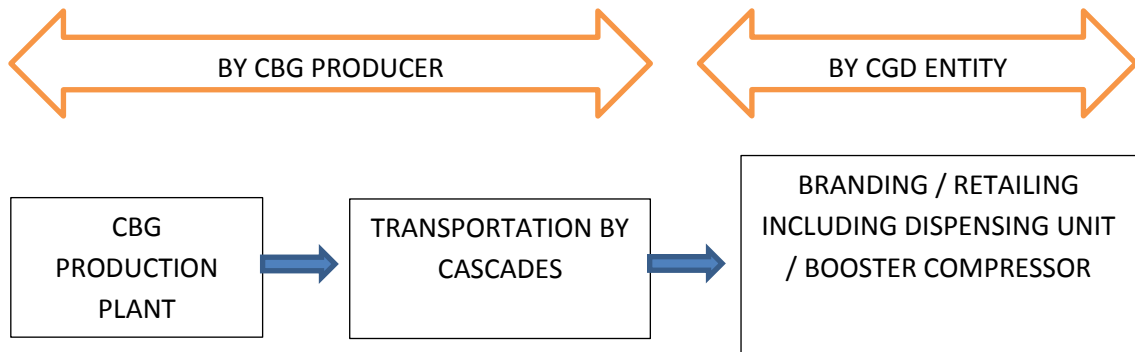 BY CBG PRODUCER
BY CGD ENTITY
CBG
PRODUCTION
PLANT
TRANSPORTATION BY
CASCADES
BRANDING / RETAILING
INCLUDING DISPENSING UNIT
/ BOOSTER COMPRESSOR